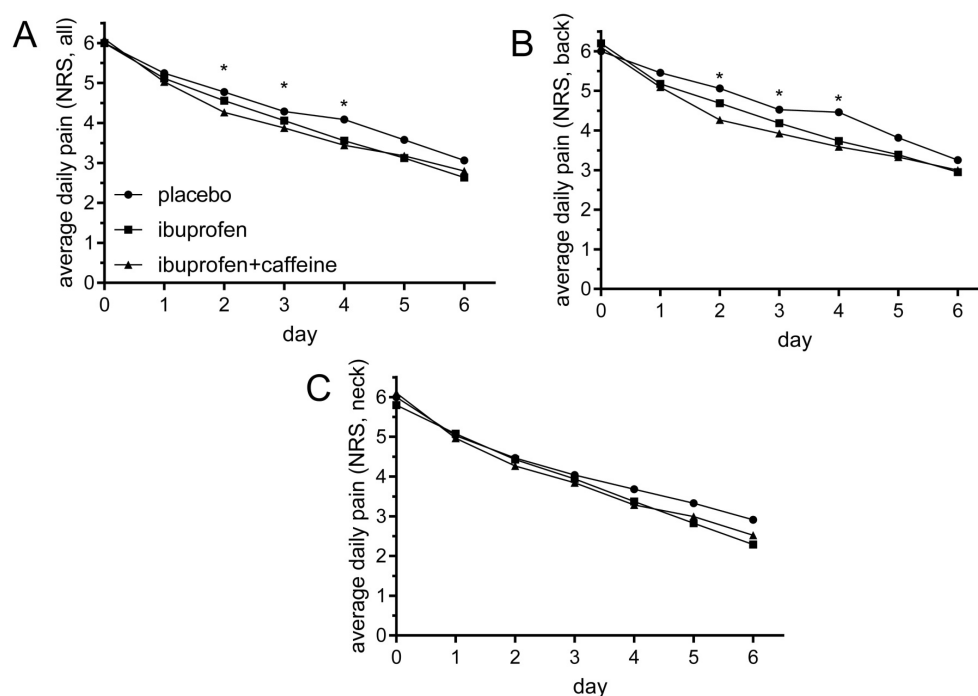 A
average daily pain (NRS, all)
6
5
4
3
2
1
0
* * *
placebo
ibuprofen
ibuprofen+caffeine
0 1 2 3 4 5 6
day
B
average daily pain (NRS, back)
6
5
4
3
2
1
0
* * *
0 1 2 3 4 5 6
day
C
average daily pain (NRS, neck)
6
5
4
3
2
1
0
0 1 2 3 4 5 6
day